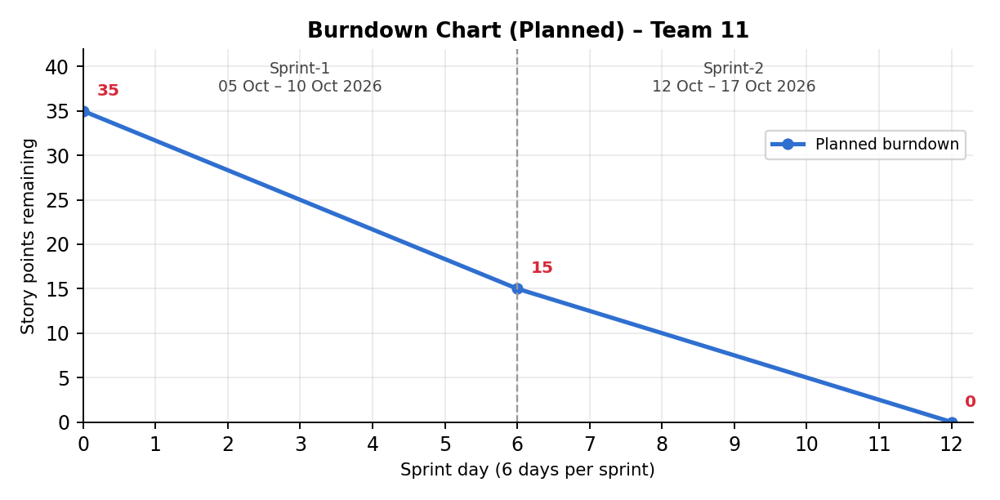 Burndown Chart (Planned) – Team 11
Sprint-1
05 Oct – 10 Oct 2026
Sprint-2
12 Oct – 17 Oct 2026
35
15
0
Planned burndown
Story points remaining
40
35
30
25
20
15
10
5
0
0 1 2 3 4 5 6 7 8 9 10 11 12
Sprint day (6 days per sprint)